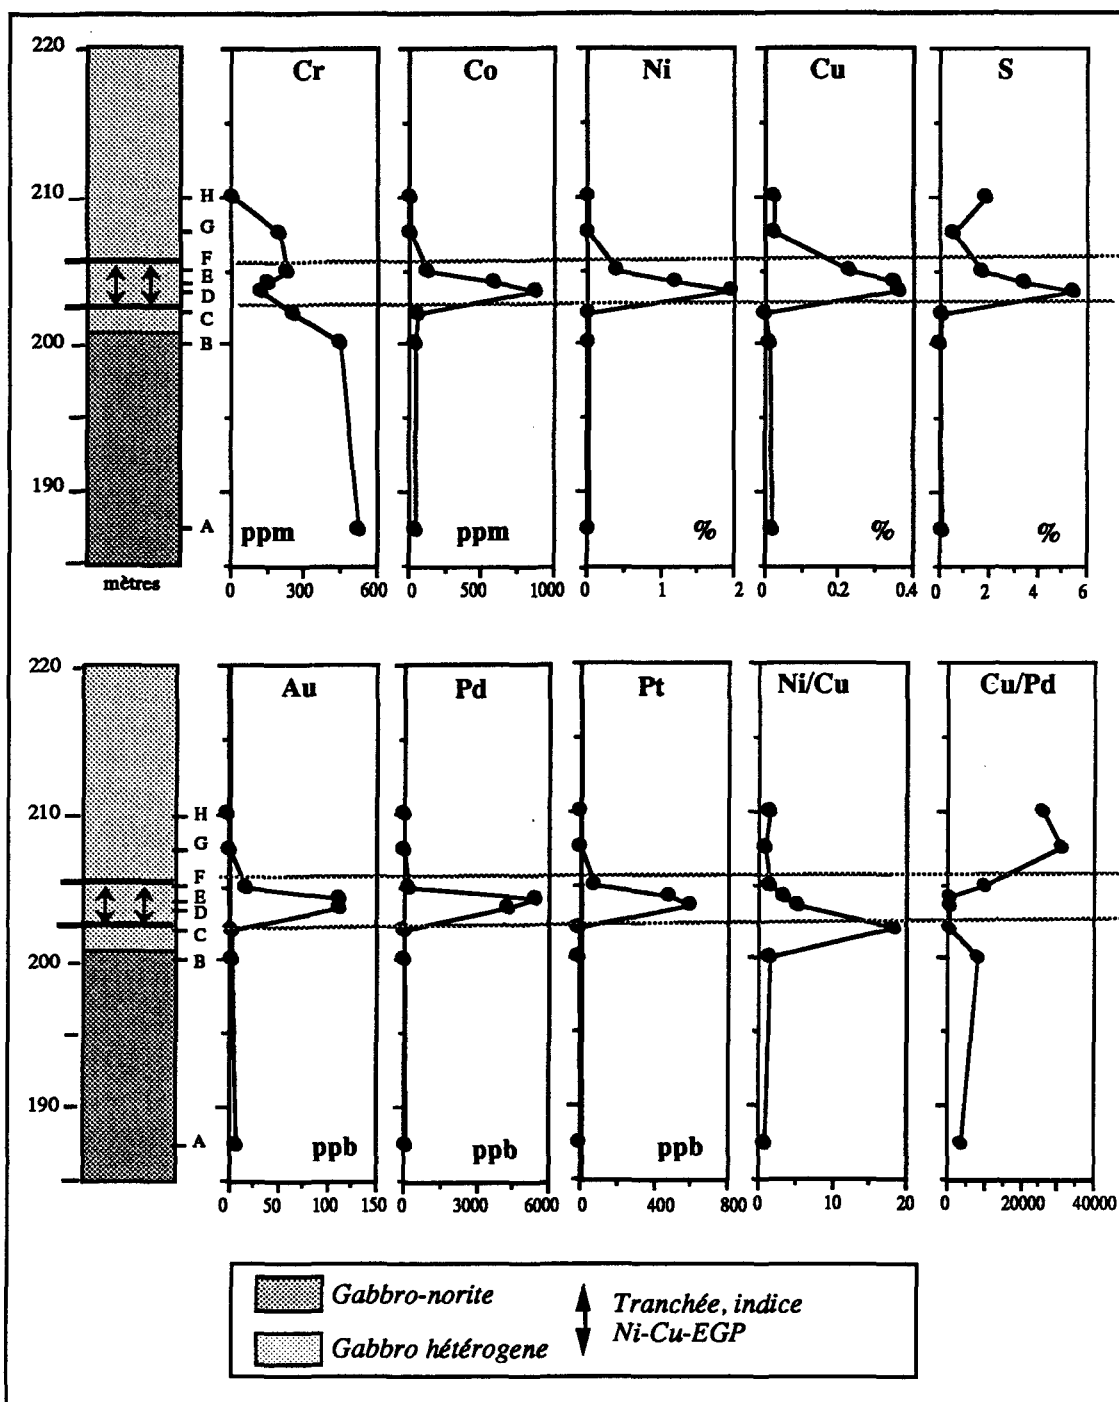 220
Cr Co Ni Cu S
210
H
G
F
E
D
C
200
B
190
A
ppm ppm % % %
mètres
0 300 600 0 500 1000 0 1 2 0 0.2 0.4 0 2 4 6
220
Au Pd Pt Ni/Cu Cu/Pd
210
H
G
F
E
D
C
200
B
190
A
ppb ppb ppb
0 50 100 150 0 3000 6000 0 400 800 0 10 20 0 20000 40000
Gabbro-norite
Gabbro hétérogene
Tranchée, indice
Ni-Cu-EGP